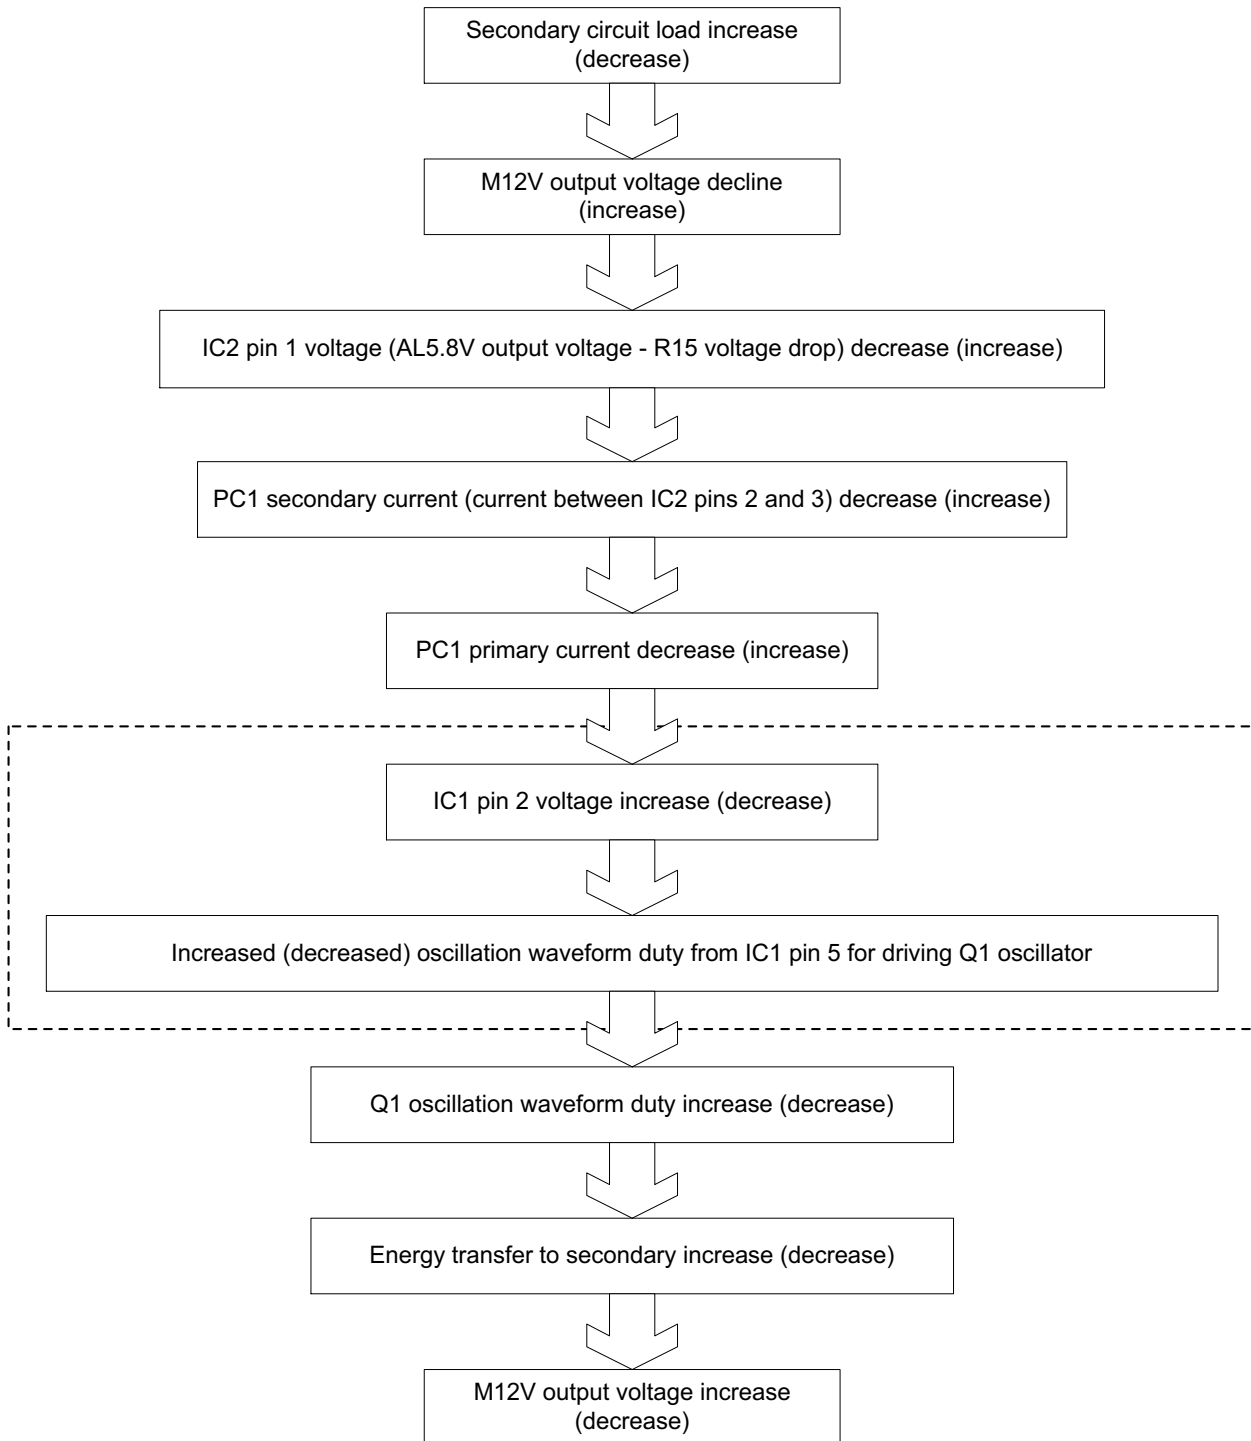 Secondary circuit load increase
(decrease)
M12V output voltage decline
(increase)
IC2 pin 1 voltage (AL5.8V output voltage - R15 voltage drop) decrease (increase)
PC1 secondary current (current between IC2 pins 2 and 3) decrease (increase)
PC1 primary current decrease (increase)
IC1 pin 2 voltage increase (decrease)
Increased (decreased) oscillation waveform duty from IC1 pin 5 for driving Q1 oscillator
Q1 oscillation waveform duty increase (decrease)
Energy transfer to secondary increase (decrease)
M12V output voltage increase
(decrease)